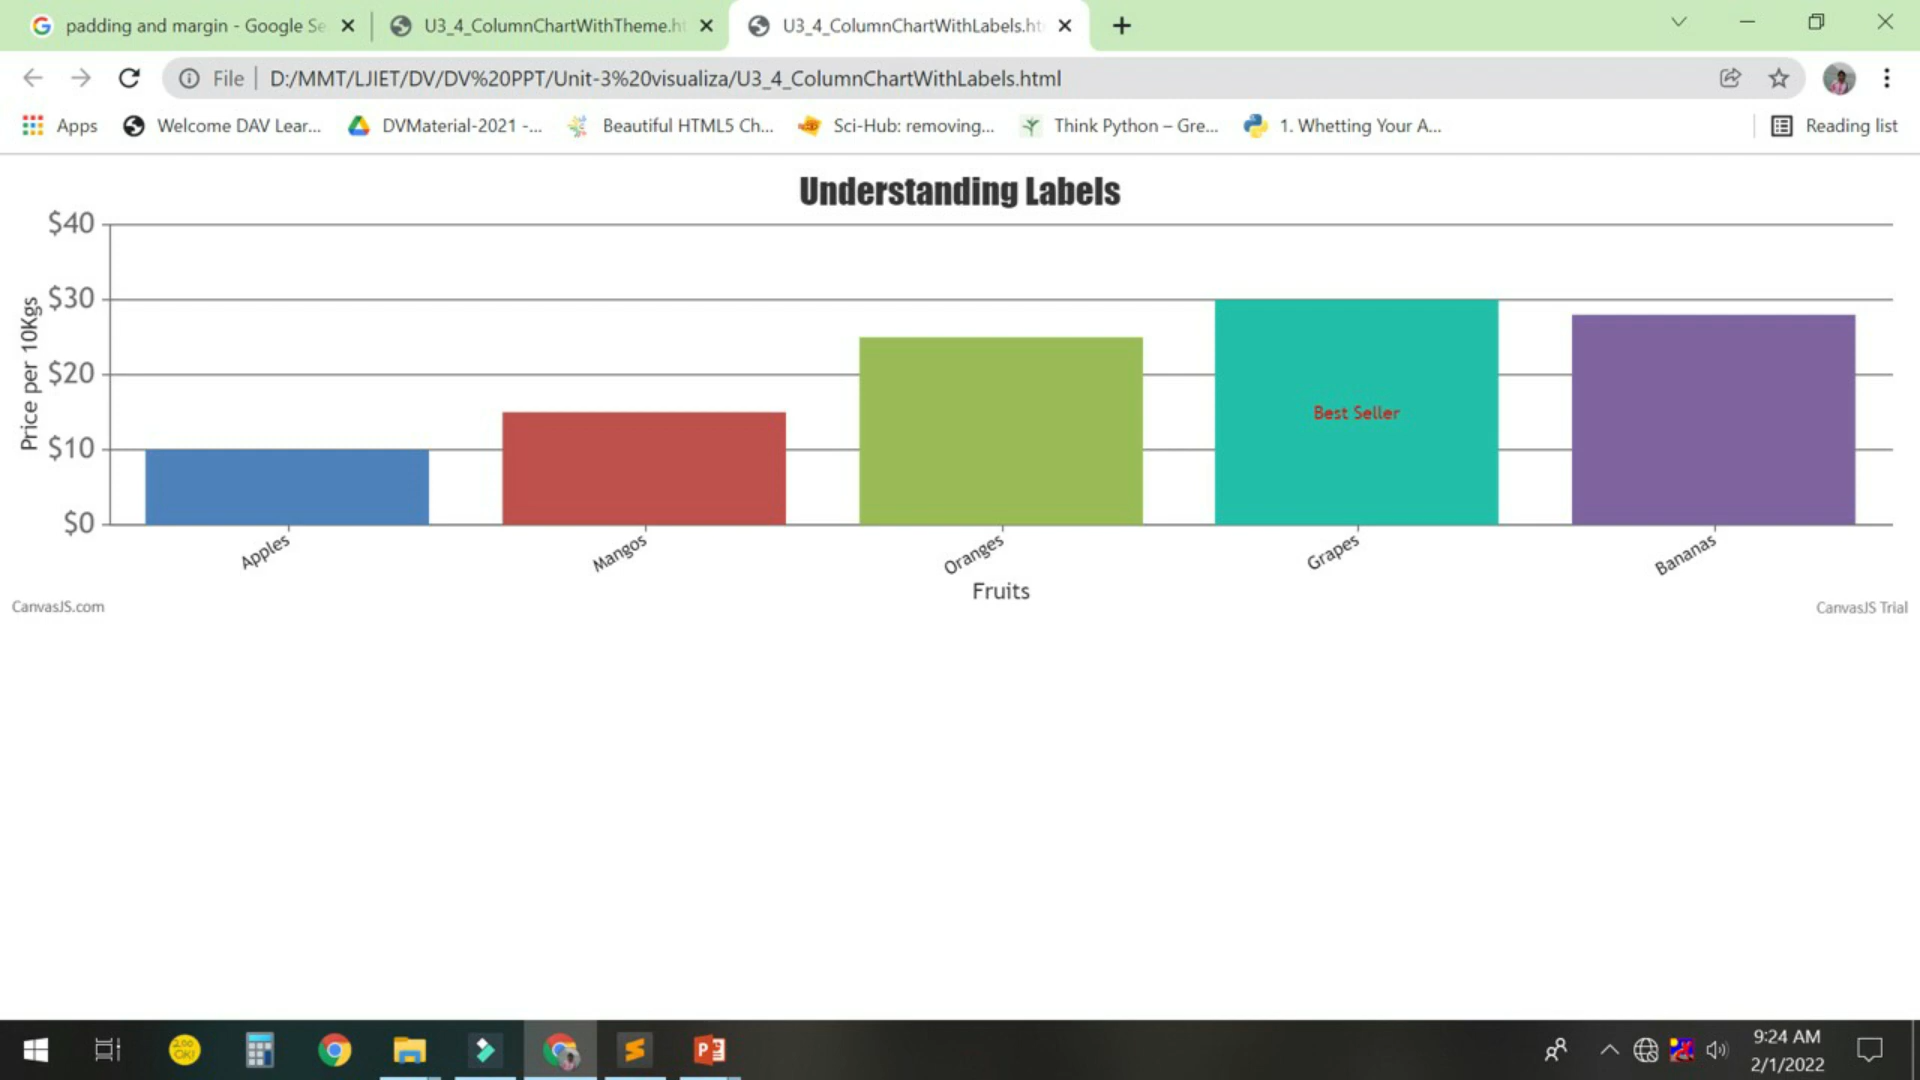 padding and margin - Google Se
U3_4_ColumnChartWithTheme.ht
U3_4_ColumnChartWithLabels.ht
File
D:/MMT/LJIET/DV/DV%20PPT/Unit-3%20visualiza/U3_4_ColumnChartWithLabels.html
Apps
Welcome DAV Lear...
DVMaterial-2021 -...
Beautiful HTML5 Ch...
Sci-Hub: removing...
Think Python – Gre...
1. Whetting Your A...
Reading list
Understanding Labels
$40
$30
$20
$10
$0
Price per 10Kgs
Best Seller
Apples
Mangos
Oranges
Grapes
Bananas
Fruits
CanvasJS.com
CanvasJS Trial
9:24 AM
2/1/2022